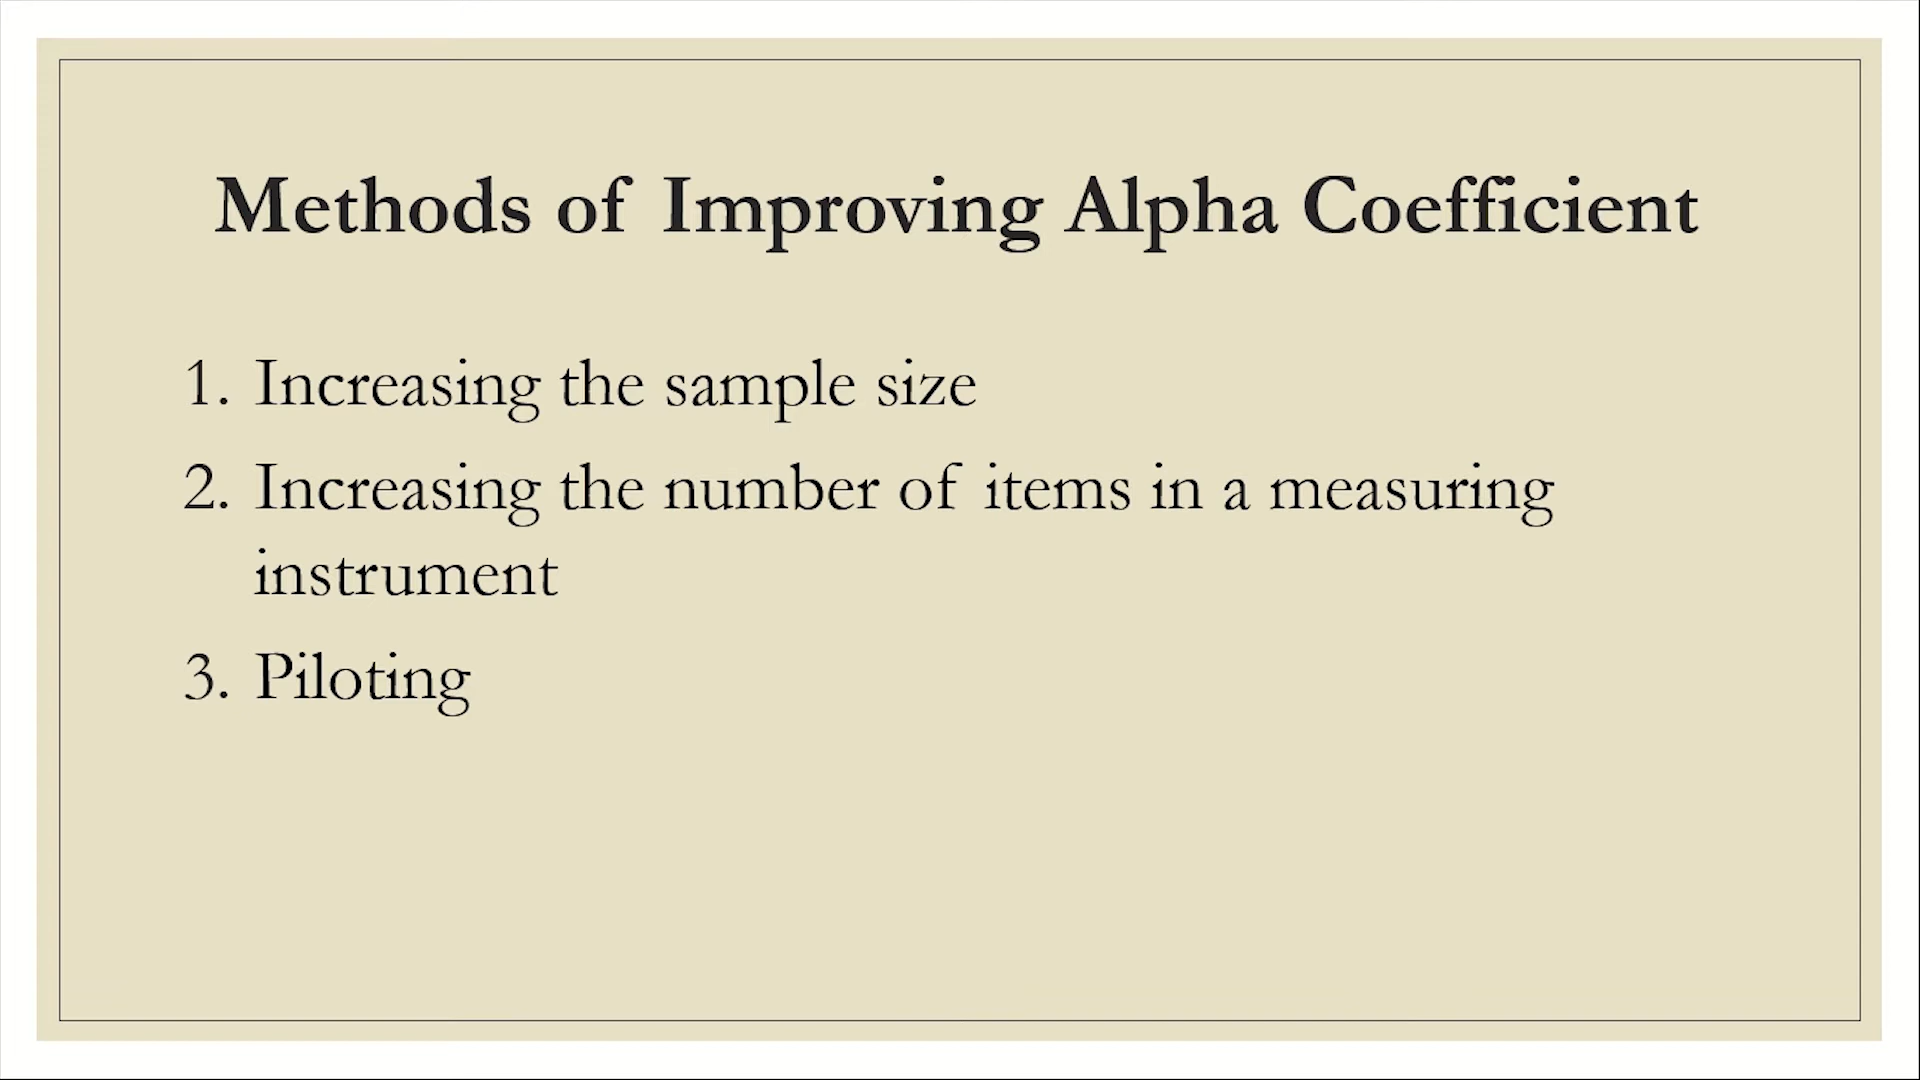 Methods of Improving Alpha Coefficient
1. Increasing the sample size
2. Increasing the number of items in a measuring
instrument
3. Piloting